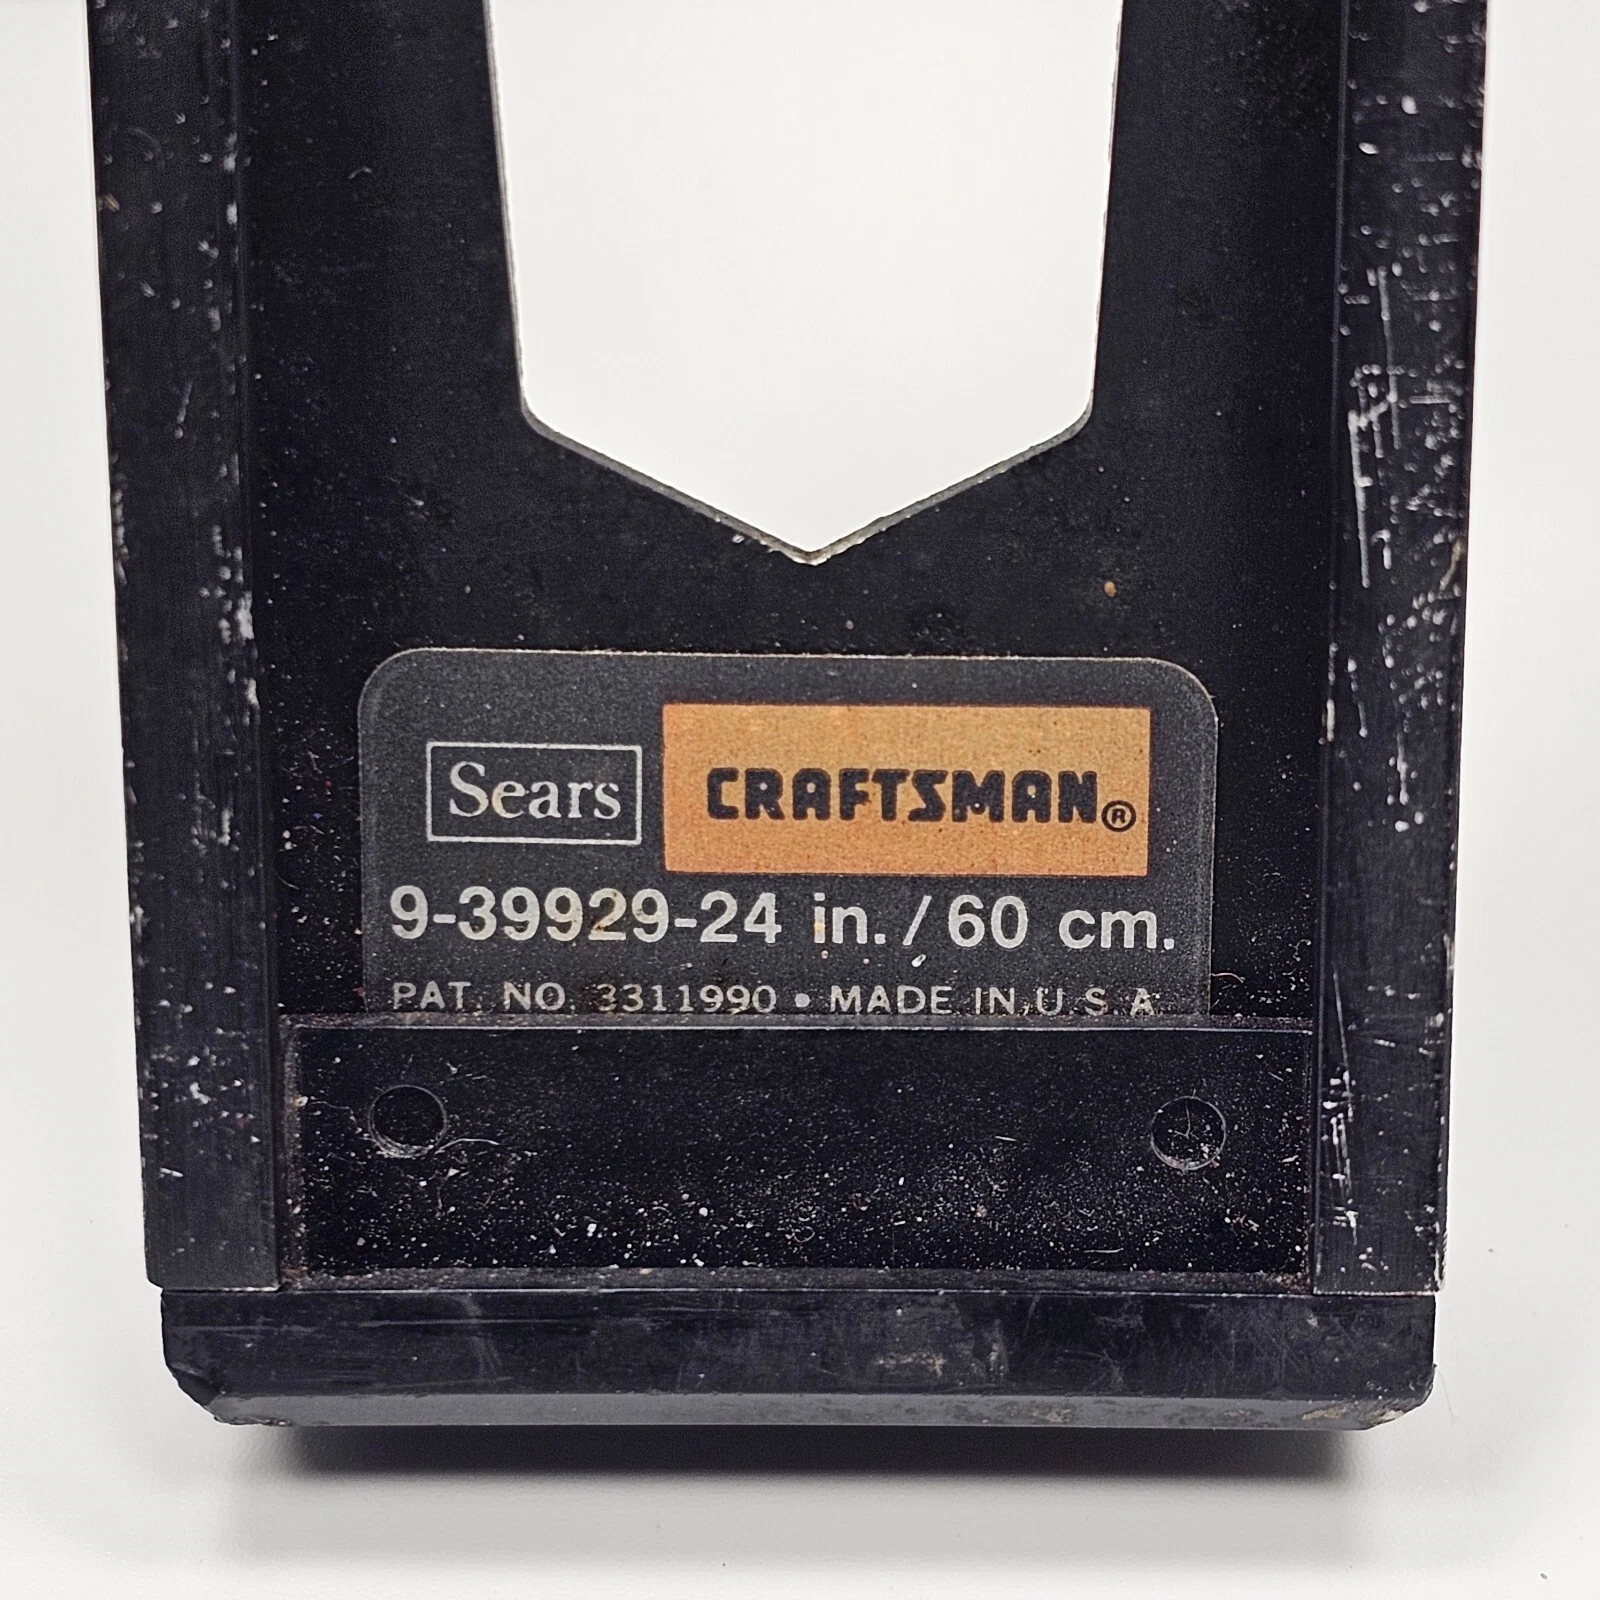 Sears CRAFTSMAN®
9-39929-24 in./60 cm.
PAT. NO. 3311990 • MADE IN U.S.A.